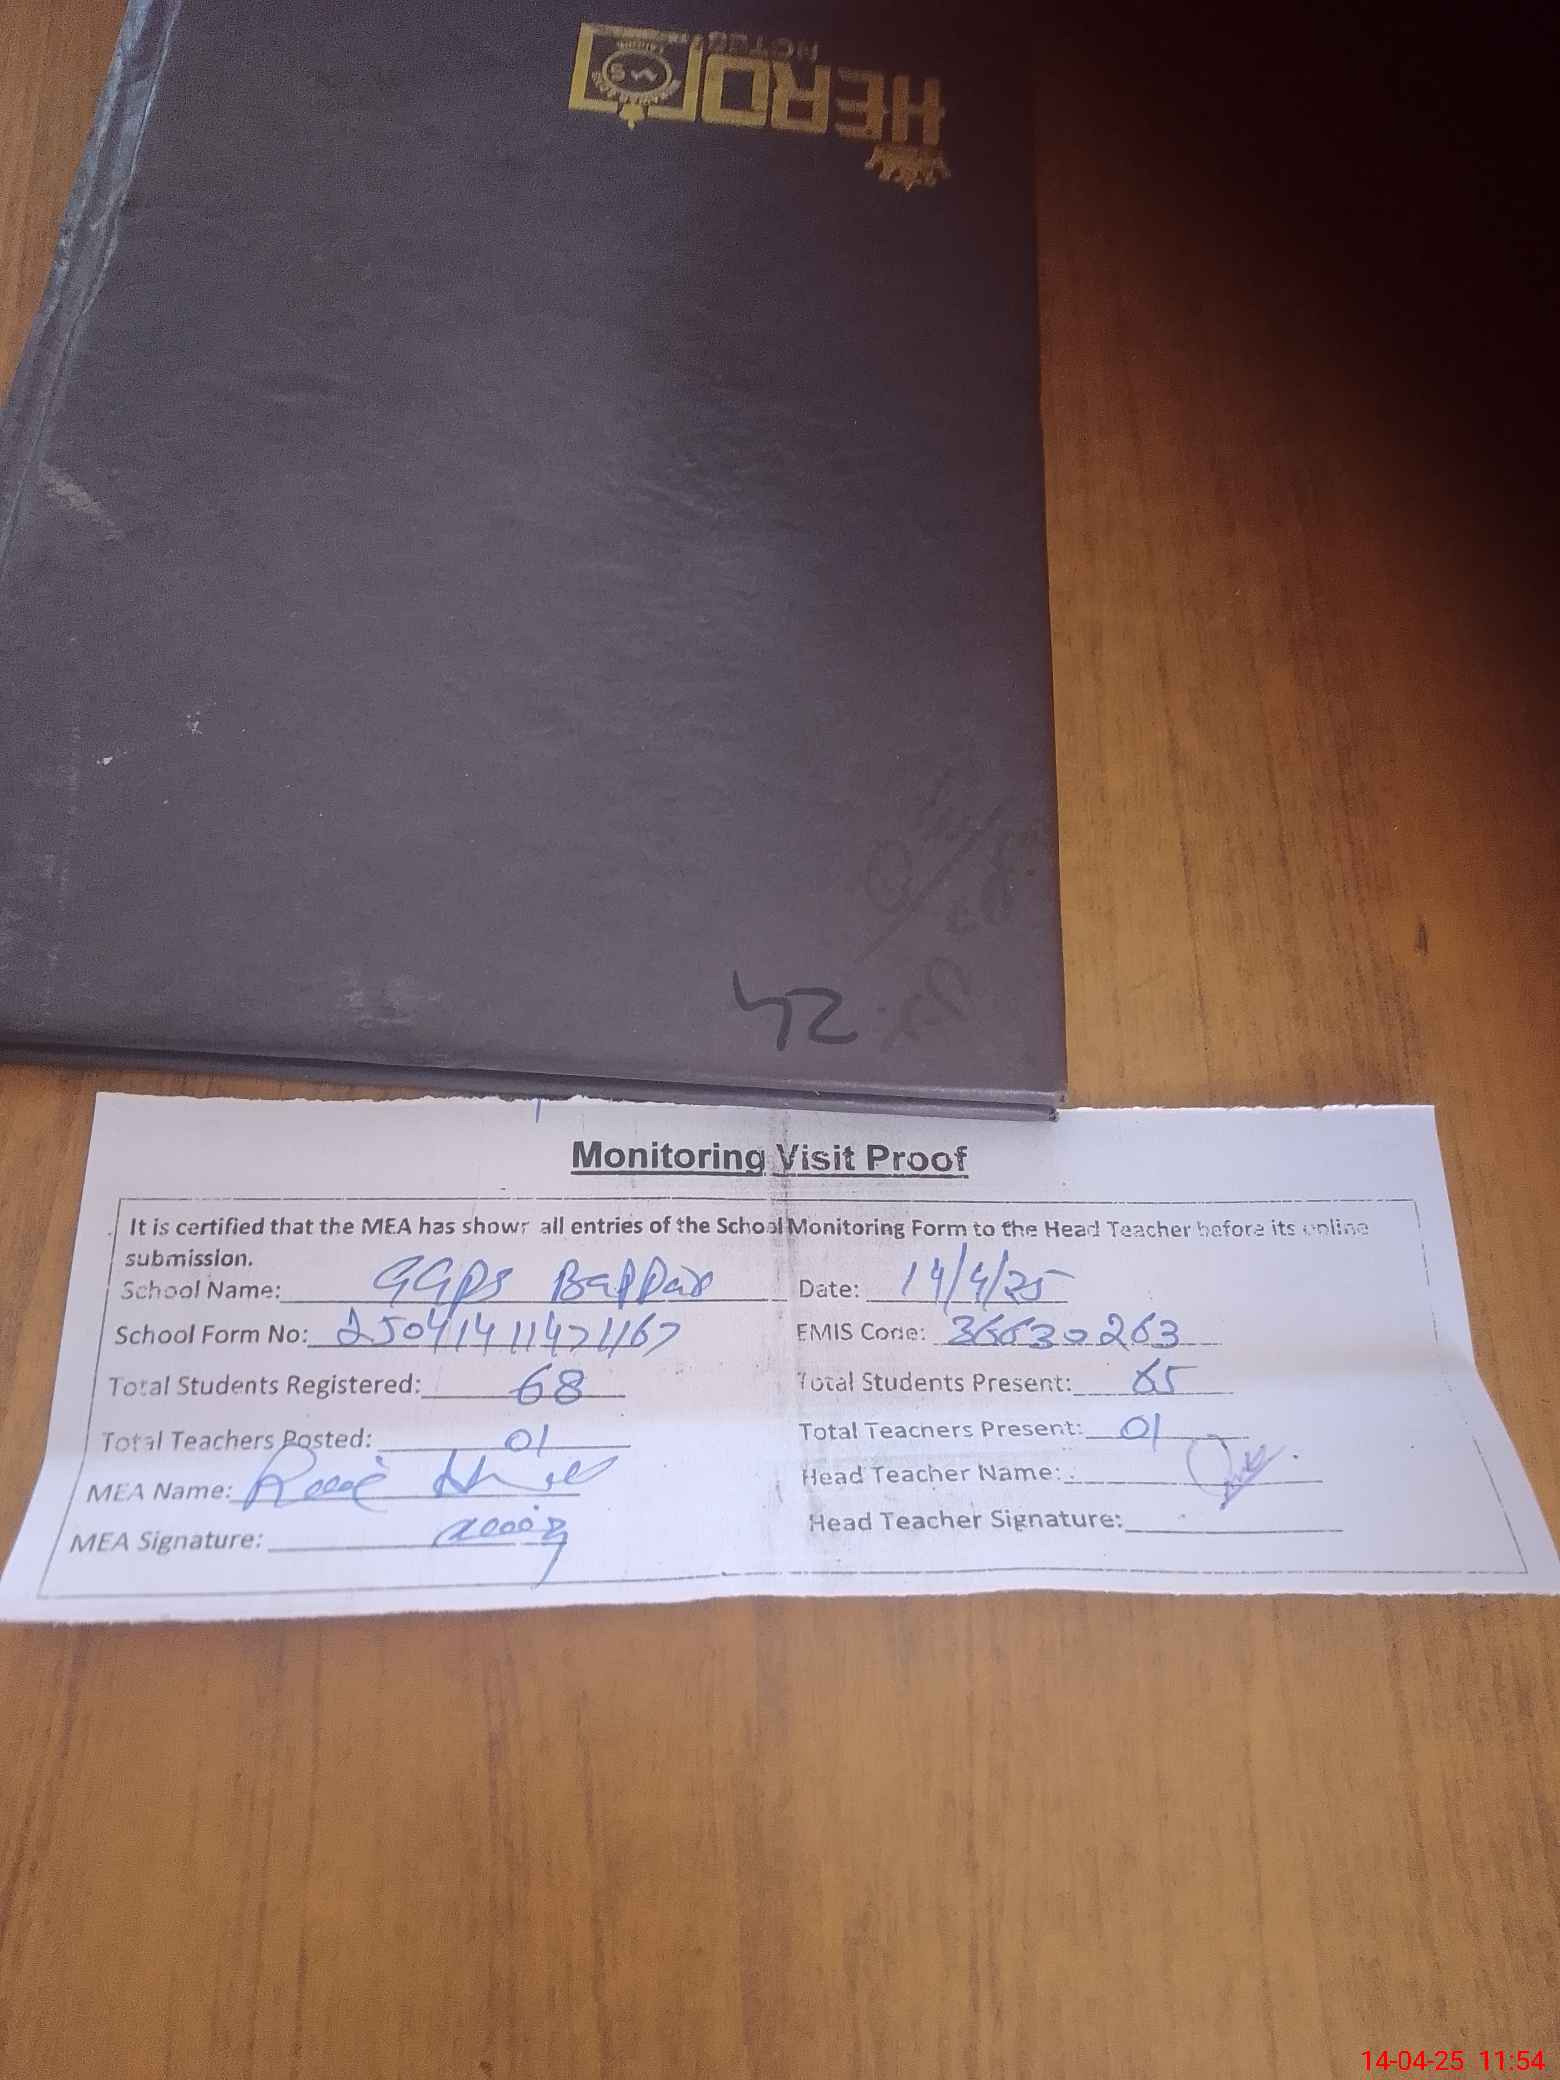 HERO
NOTES
42
Monitoring Visit Proof
It is certified that the MEA has shown all entries of the School Monitoring Form to the Head Teacher before its online
submission.
School Name: GGPS Date: 14/4/25
School Form No: 250414114271167 EMIS Code: 36630263
Total Students Registered: 68 Total Students Present: 65
Total Teachers Posted: 01 Total Teachers Present: 01
MEA Name: Head Teacher Name:
MEA Signature: Head Teacher Signature:
14-04-25 11:54